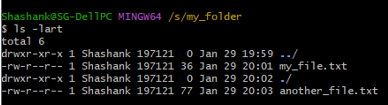 Shashank@SG-DellPC MINGW64 /s/my_folder
$ ls -lart
total 6
drwxr-xr-x 1 Shashank 197121  0 Jan 29 19:59 ../
-rw-r--r-- 1 Shashank 197121 36 Jan 29 20:01 my_file.txt
drwxr-xr-x 1 Shashank 197121  0 Jan 29 20:02 ./
-rw-r--r-- 1 Shashank 197121 77 Jan 29 20:03 another_file.txt